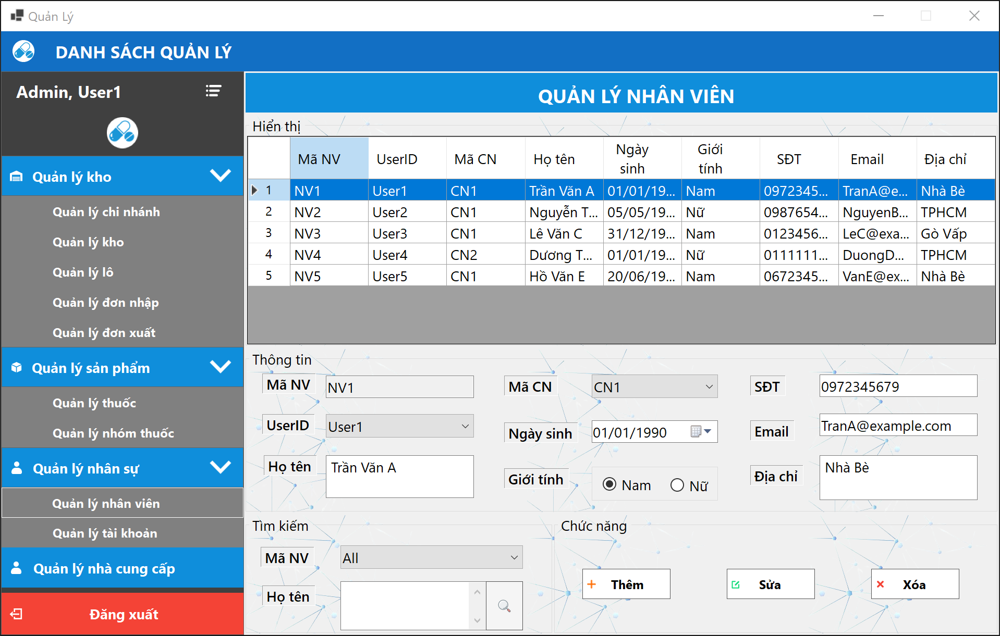 Quản Lý
DANH SÁCH QUẢN LÝ
Admin, User1
Quản lý kho
Quản lý chi nhánh
Quản lý kho
Quản lý lô
Quản lý đơn nhập
Quản lý đơn xuất
Quản lý sản phẩm
Quản lý thuốc
Quản lý nhóm thuốc
Quản lý nhân sự
Quản lý nhân viên
Quản lý tài khoản
Quản lý nhà cung cấp
Đăng xuất
QUẢN LÝ NHÂN VIÊN
Hiển thị
Mã NV UserID Mã CN Họ tên Ngày sinh Giới tính SĐT Email Địa chỉ
1 NV1 User1 CN1 Trần Văn A 01/01/19... Nam 0972345... TranA@e... Nhà Bè
2 NV2 User2 CN1 Nguyễn T... 05/05/19... Nữ 0987654... NguyenB... TPHCM
3 NV3 User3 CN1 Lê Văn C 31/12/19... Nam 0123456... LeC@exa... Gò Vấp
4 NV4 User4 CN2 Dương T... 01/01/19... Nữ 0111111... DuongD... TPHCM
5 NV5 User5 CN1 Hồ Văn E 20/06/19... Nam 0672345... VanE@ex... Nhà Bè
Thông tin
Mã NV NV1 Mã CN CN1 SĐT 0972345679
UserID User1 Ngày sinh 01/01/1990 Email TranA@example.com
Họ tên Trần Văn A Giới tính Nam Nữ Địa chỉ Nhà Bè
Tìm kiếm
Mã NV All
Họ tên
Chức năng
Thêm Sửa Xóa